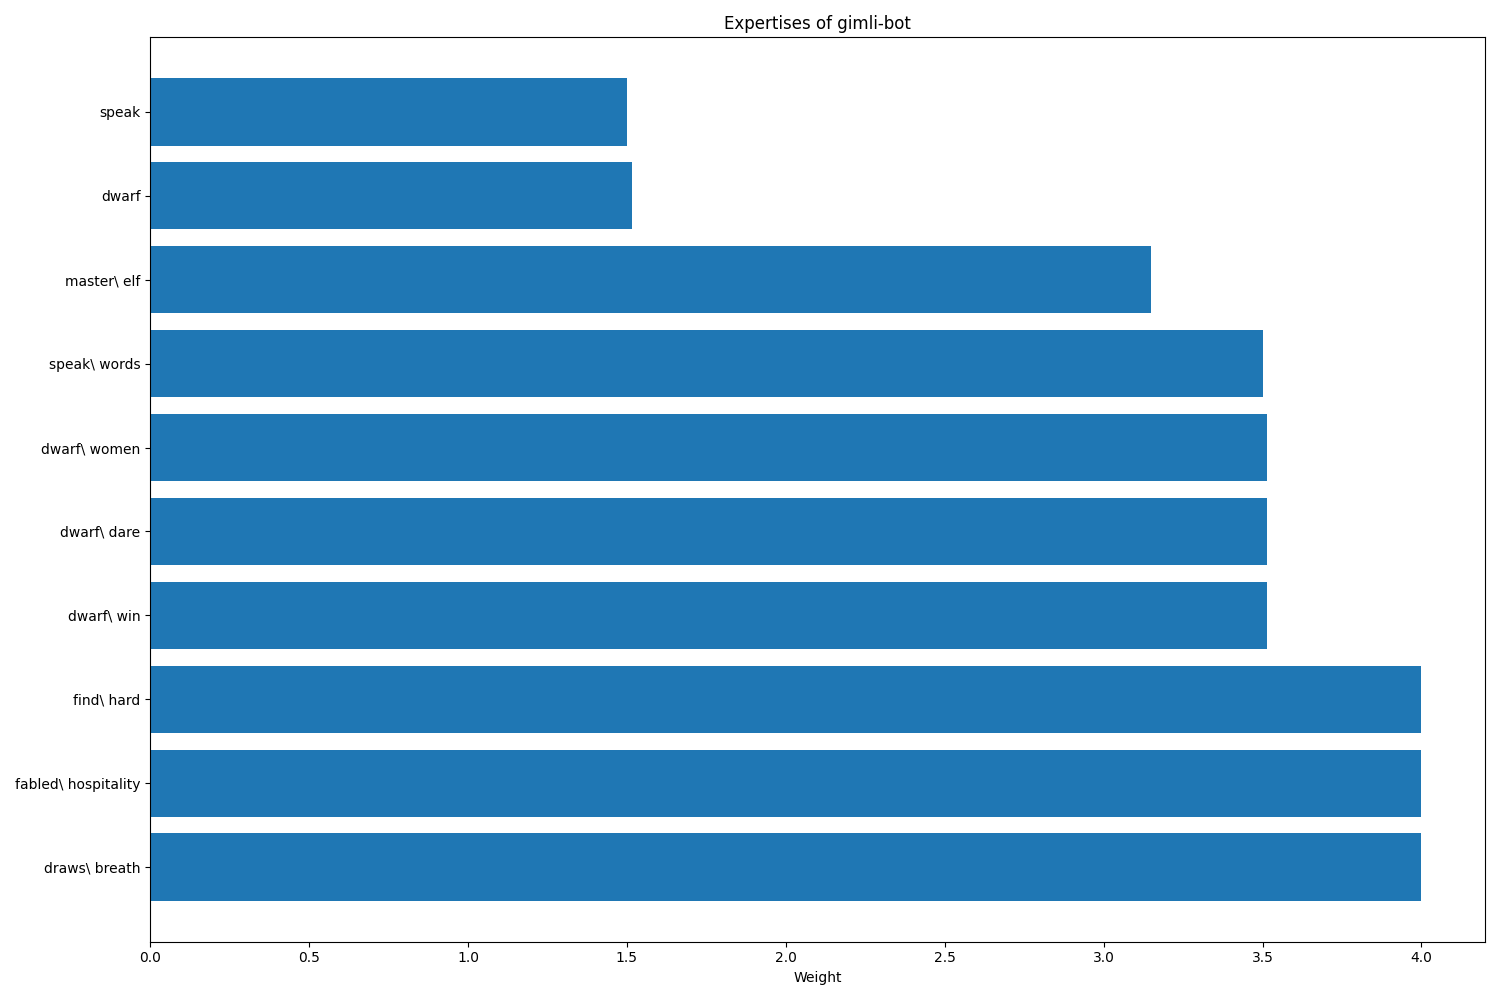 Expertises of gimli-bot
speak
dwarf
master\ elf
speak\ words
dwarf\ women
dwarf\ dare
dwarf\ win
find\ hard
fabled\ hospitality
draws\ breath
0.0 0.5 1.0 1.5 2.0 2.5 3.0 3.5 4.0
Weight